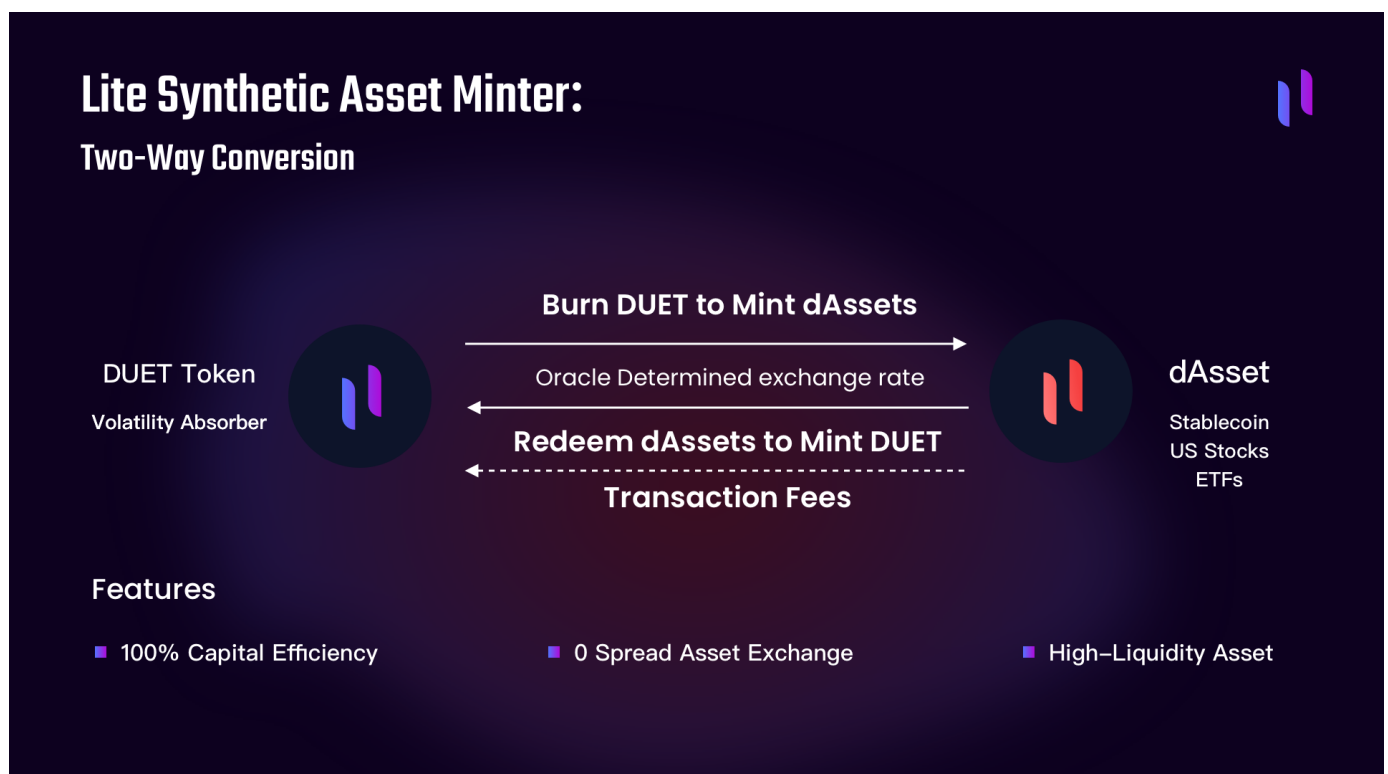 Lite Synthetic Asset Minter:
Two-Way Conversion
Burn DUET to Mint dAssets
DUET Token
Volatility Absorber
Oracle Determined exchange rate
dAsset
Stablecoin
US Stocks
ETFs
Redeem dAssets to Mint DUET
Transaction Fees
Features
100% Capital Efficiency
0 Spread Asset Exchange
High-Liquidity Asset